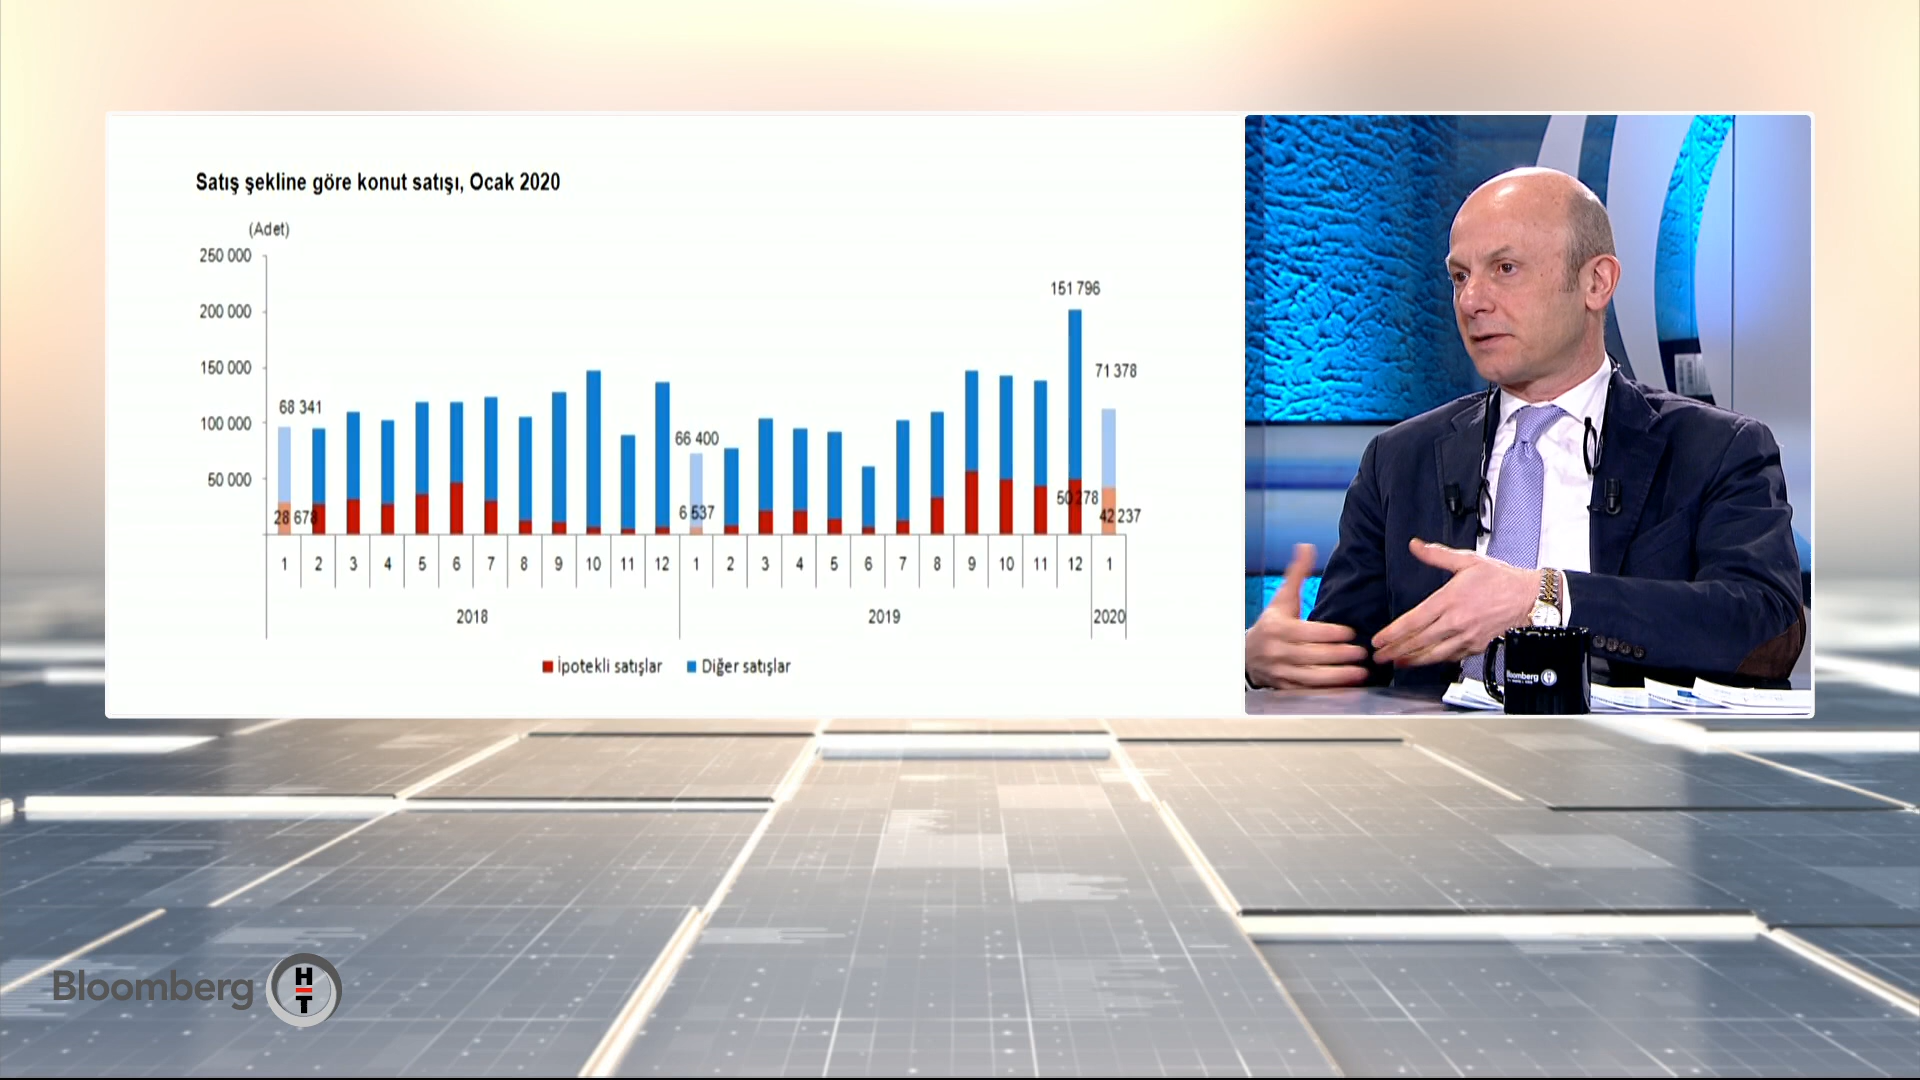 Satış şekline göre konut satışı, Ocak 2020
(Adet)
250 000
200 000
150 000
100 000
50 000
68 341
28 678
66 400
6 537
151 796
50 278
71 378
42 237
1 2 3 4 5 6 7 8 9 10 11 12 1 2 3 4 5 6 7 8 9 10 11 12 1
2018 2019 2020
İpotekli satışlar Diğer satışlar
Bloomberg
Bloomberg HT